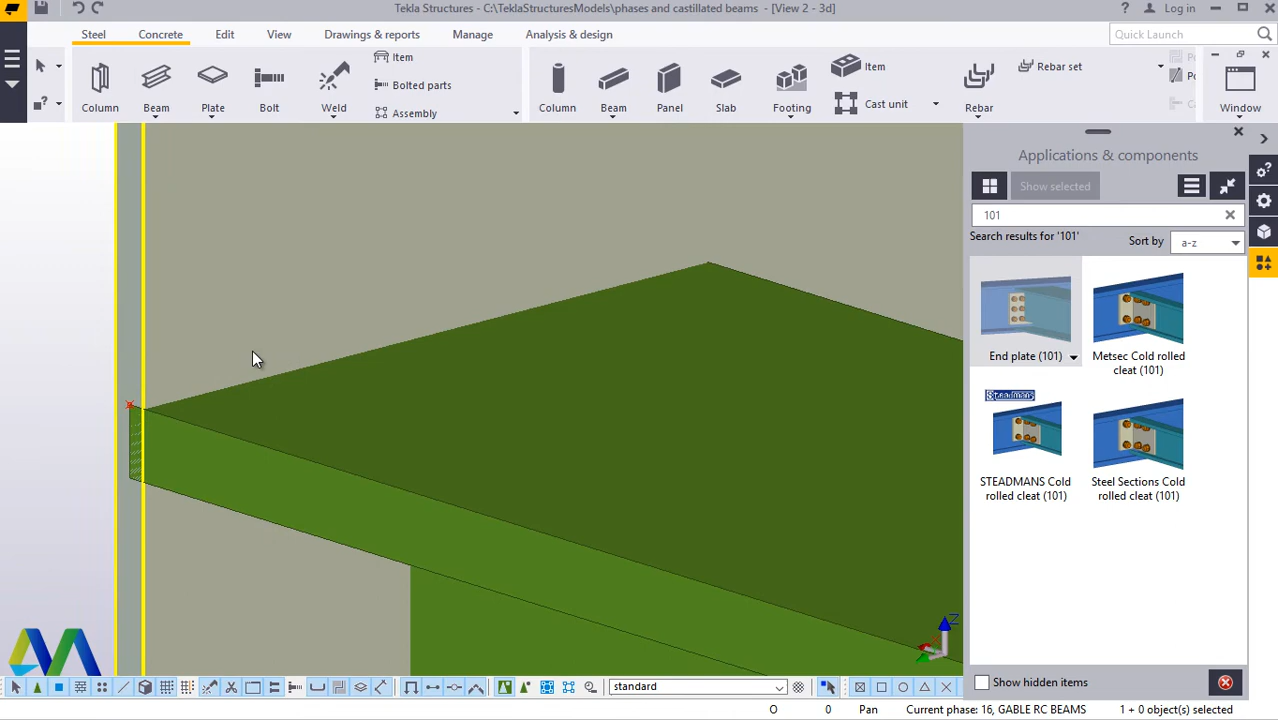 Tekla Structures - C:\TeklaStructuresModels\phases and castillated beams - [View 2 - 3d]
Log in
Steel
Concrete
Edit
View
Drawings & reports
Manage
Analysis & design
Quick Launch
Column
Beam
Plate
Bolt
Weld
Item
Bolted parts
Assembly
Column
Beam
Panel
Slab
Footing
Item
Cast unit
Rebar
Rebar set
Window
Applications & components
Show selected
101
Search results for '101'
Sort by
a-z
End plate (101)
Metsec Cold rolled
cleat (101)
Steadmans
STEADMANS Cold
rolled cleat (101)
Steel Sections Cold
rolled cleat (101)
Z
Show hidden items
standard
O
0
Pan
Current phase: 16, GABLE RC BEAMS
1 + 0 object(s) selected